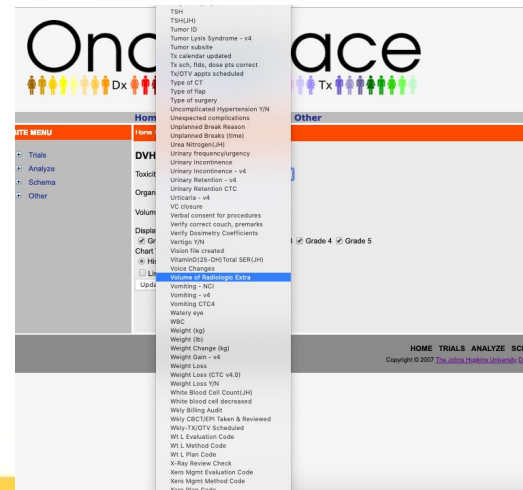 TSH
TSH(JH)
Tumor ID
Tumor Lysis Syndrome - v4
Tumor subsite
Tx calendar updated
Tx sch, flds, dose pts correct
Tx/OTV appts scheduled
Type of CT
Type of flap
Type of surgery
Uncomplicated Hypertension Y/N
Unexpected complications
Unplanned Break Reason
Unplanned Breaks (time)
Urea Nitrogen(JH)
Urinary frequency/urgency
Urinary Incontinence
Urinary Incontinence - v4
Urinary Retention - v4
Urinary Retention CTC
Urticaria - v4
VC closure
Verbal consent for procedures
Verify correct couch, premarks
Verify Dosimetry Coefficients
Vertigo Y/N
Vision file created
VitaminD(25-OH)Total SER(JH)
Voice Changes
Volume of Radiologic Extra
Vomiting - NCI
Vomiting - v4
Vomiting CTC4
Watery eye
WBC
Weight (kg)
Weight (lb)
Weight Change (kg)
Weight Gain - v4
Weight Loss
Weight Loss (CTC v4.0)
Weight Loss Y/N
White Blood Cell Count(JH)
White blood cell decreased
Wkly Billing Audit
Wkly CBCT/EPI Taken & Reviewed
Wkly-TX/OTV Scheduled
Wt L Evaluation Code
Wt L Method Code
Wt L Plan Code
X-Ray Review Check
Xero Mgmt Evaluation Code
Xero Mgmt Method Code
Xero Plan Code
Onc ace
Dx Tx
Hom Other
SITE MENU
Home
Trials
Analyze
Schema
Other
DVH
Toxicit
Organ
Volum
Displa
Gr Grade 4 Grade 5
Chart
His
Li
Upda
HOME TRIALS ANALYZE SC
Copyright © 2007 The Johns Hopkins University D